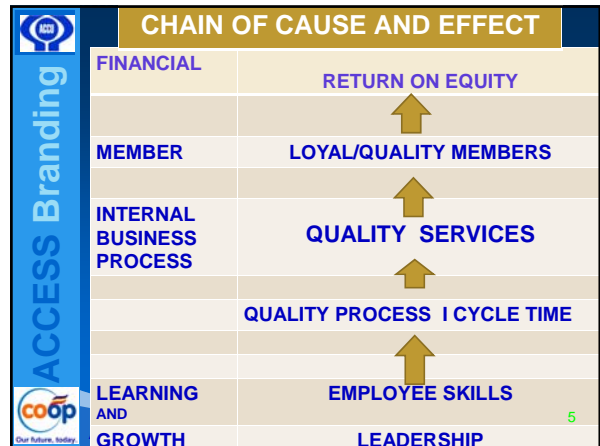 ACCU
CHAIN OF CAUSE AND EFFECT
ACCESS Branding
FINANCIAL
RETURN ON EQUITY
MEMBER
LOYAL/QUALITY MEMBERS
INTERNAL
BUSINESS
PROCESS
QUALITY SERVICES
QUALITY PROCESS I CYCLE TIME
LEARNING
AND
GROWTH
EMPLOYEE SKILLS
LEADERSHIP
coop
Our future, today.
5